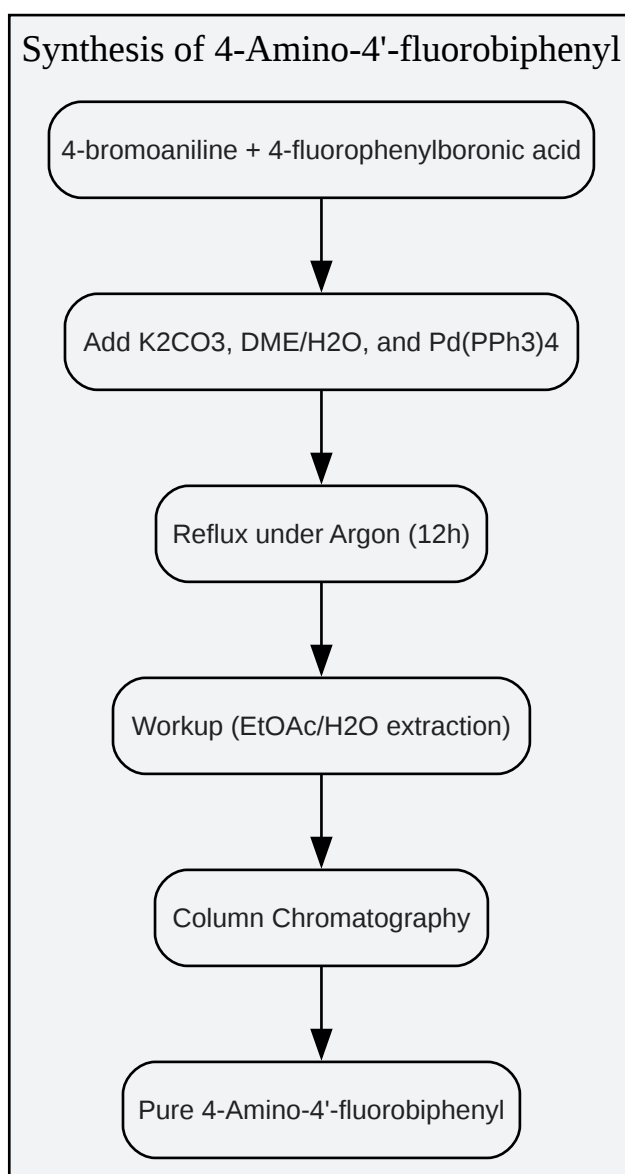 Synthesis of 4-Amino-4'-fluorobiphenyl
4-bromoaniline + 4-fluorophenylboronic acid
Add K2CO3, DME/H2O, and Pd(PPh3)4
Reflux under Argon (12h)
Workup (EtOAc/H2O extraction)
Column Chromatography
Pure 4-Amino-4'-fluorobiphenyl